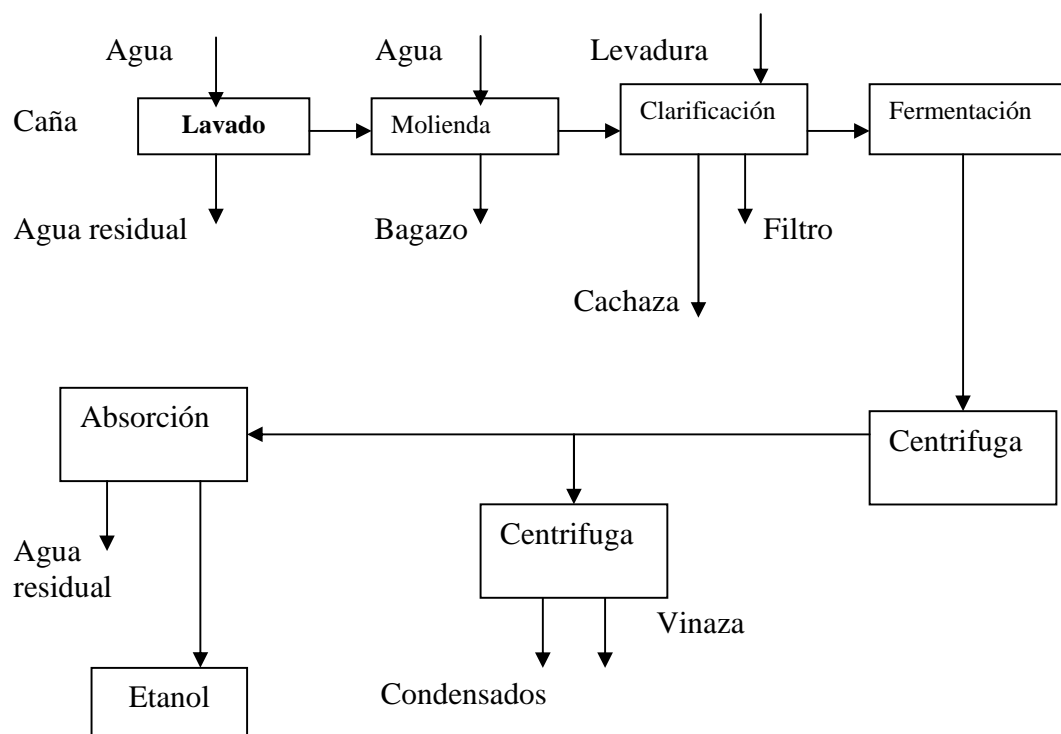 Agua
Agua
Levadura
Caña
Lavado
Molienda
Clarificación
Fermentación
Agua residual
Bagazo
Filtro
Cachaza
Absorción
Centrifuga
Centrifuga
Agua
residual
Vinaza
Condensados
Etanol